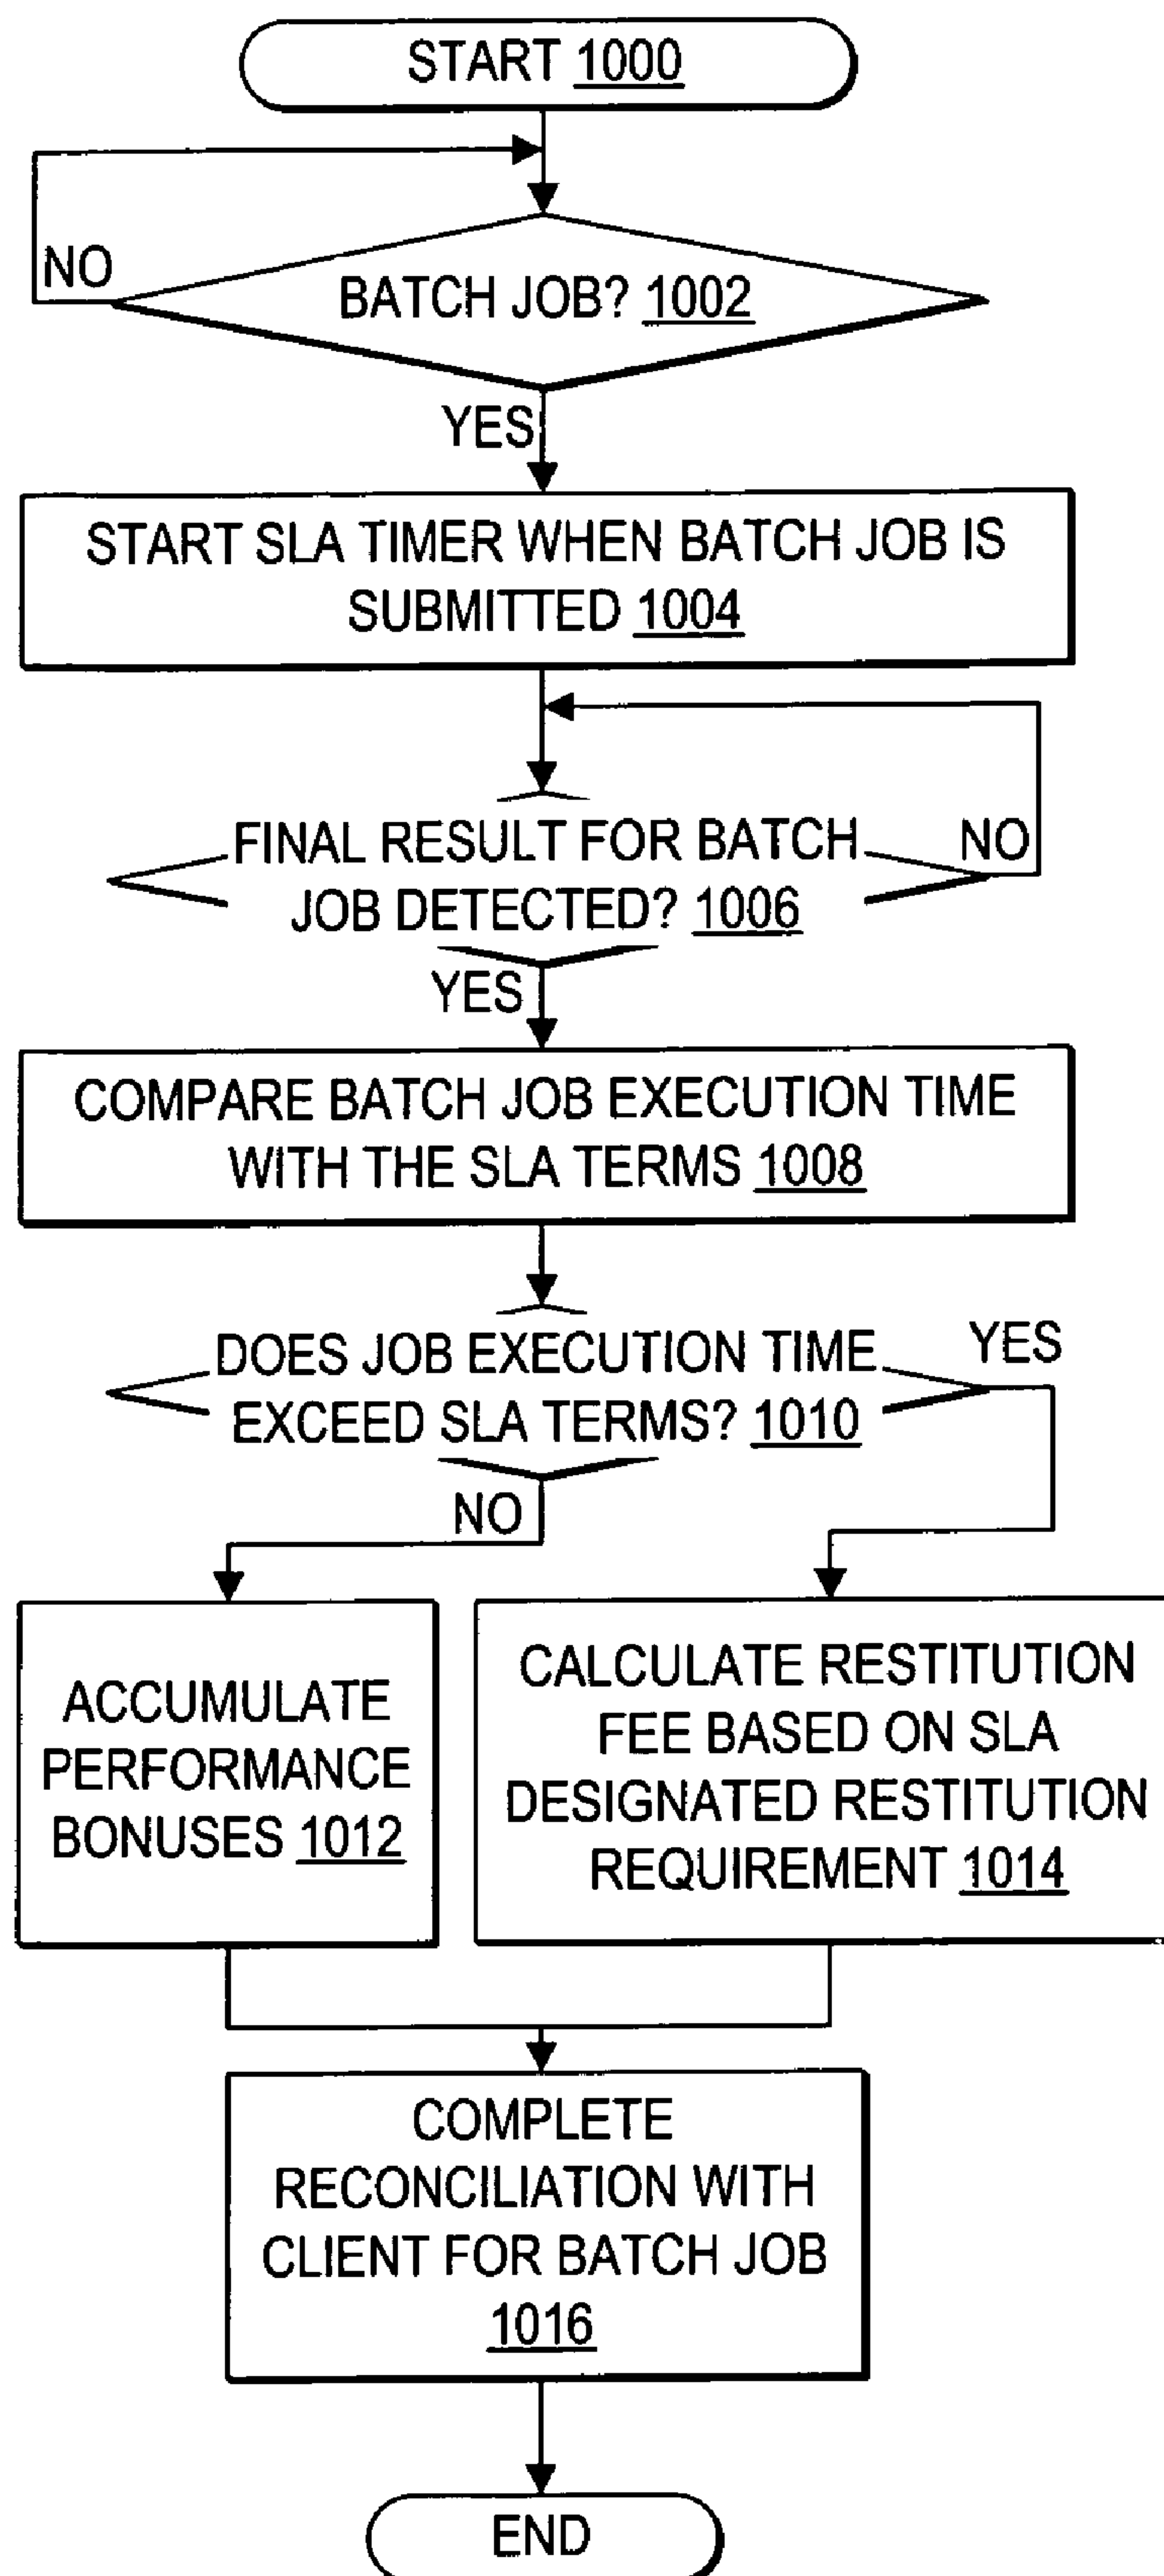 START 1000
NO
BATCH JOB? 1002
YES
START SLA TIMER WHEN BATCH JOB IS
SUBMITTED 1004
FINAL RESULT FOR BATCH
NO
JOB DETECTED? 1006
YES
COMPARE BATCH JOB EXECUTION TIME
WITH THE SLA TERMS 1008
DOES JOB EXECUTION TIME
YES
EXCEED SLA TERMS? 1010
NO
ACCUMULATE
PERFORMANCE
BONUSES 1012
CALCULATE RESTITUTION
FEE BASED ON SLA
DESIGNATED RESTITUTION
REQUIREMENT 1014
COMPLETE
RECONCILIATION WITH
CLIENT FOR BATCH JOB
1016
END